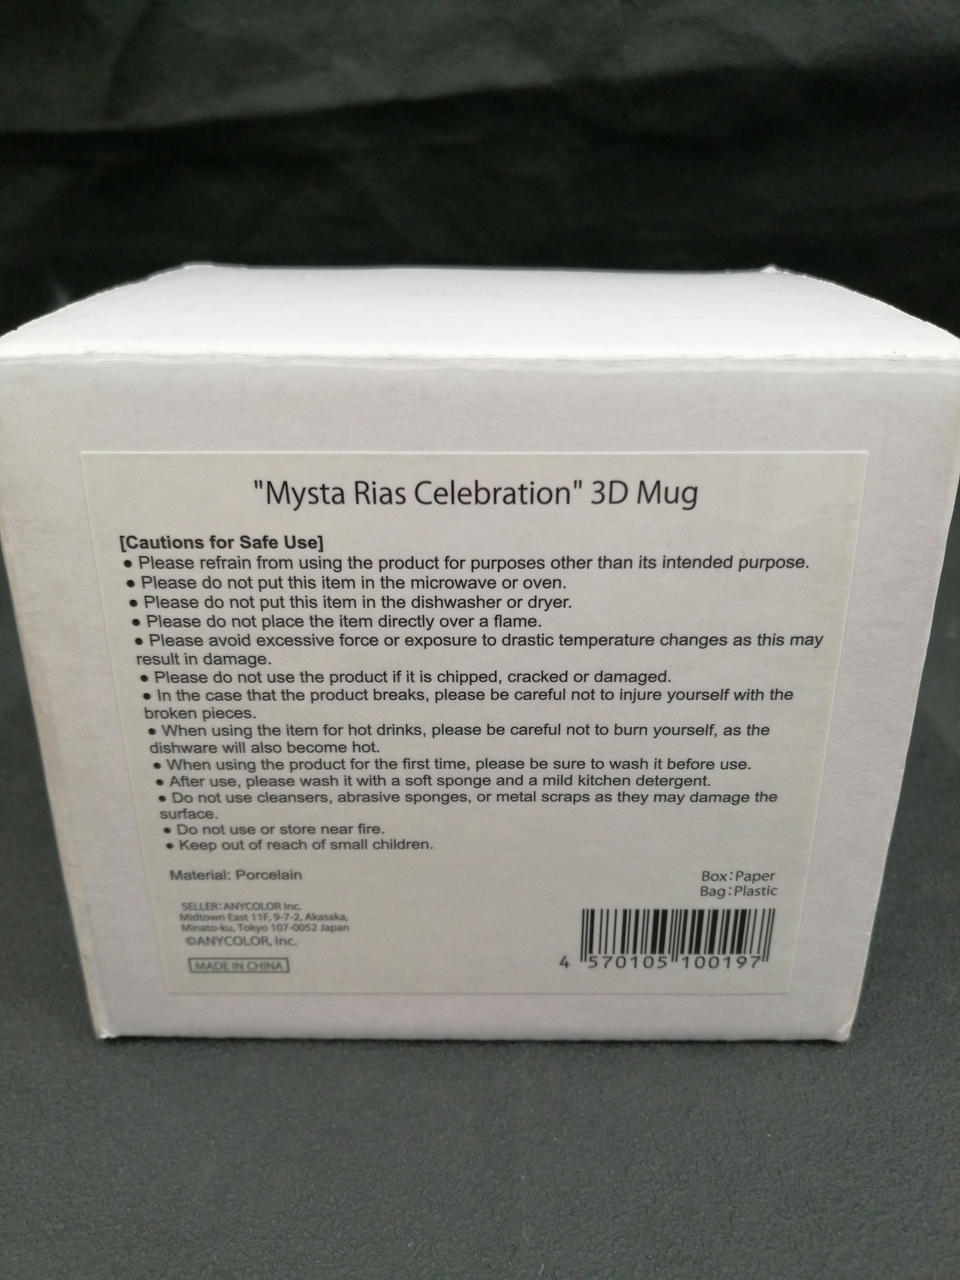 "Mysta Rias Celebration" 3D Mug
[Cautions for Safe Use]
• Please refrain from using the product for purposes other than its intended purpose.
• Please do not put this item in the microwave or oven.
• Please do not put this item in the dishwasher or dryer.
• Please do not place the item directly over a flame.
• Please avoid excessive force or exposure to drastic temperature changes as this may
result in damage.
• Please do not use the product if it is chipped, cracked or damaged.
• In the case that the product breaks, please be careful not to injure yourself with the
broken pieces.
• When using the item for hot drinks, please be careful not to burn yourself, as the
dishware will also become hot.
• When using the product for the first time, please be sure to wash it before use.
• After use, please wash it with a soft sponge and a mild kitchen detergent.
• Do not use cleansers, abrasive sponges, or metal scraps as they may damage the
surface.
• Do not use or store near fire.
• Keep out of reach of small children.
Material: Porcelain
Box:Paper
Bag:Plastic
SELLER:ANYCOLOR Inc.
Midtown East 11F, 9-7-2, Akasaka,
Minato-ku, Tokyo 107-0052 Japan
©ANYCOLOR, Inc.
MADE IN CHINA
4 570105 100197